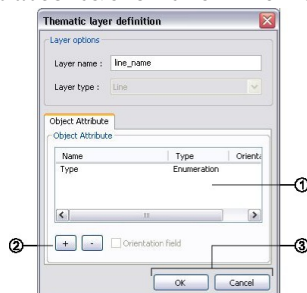 Thematic layer definition
Layer options
Layer name : line_name
Layer type : Line
Object Attribute
Object Attribute
Name Type Orienta
Type Enumeration
①
② + - Orientation field ③
OK Cancel